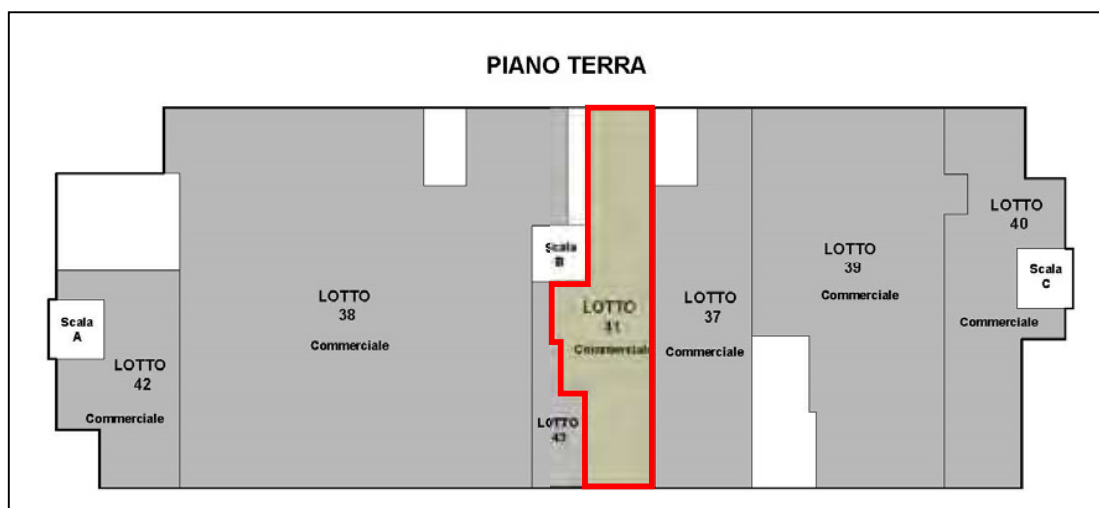 PIANO TERRA
LOTTO
42
Commerciale
Scala
A
LOTTO
38
Commerciale
Scala
B
LOTTO
43
LOTTO
41
Commerciale
LOTTO
37
Commerciale
LOTTO
39
Commerciale
LOTTO
40
Commerciale
Scala
C